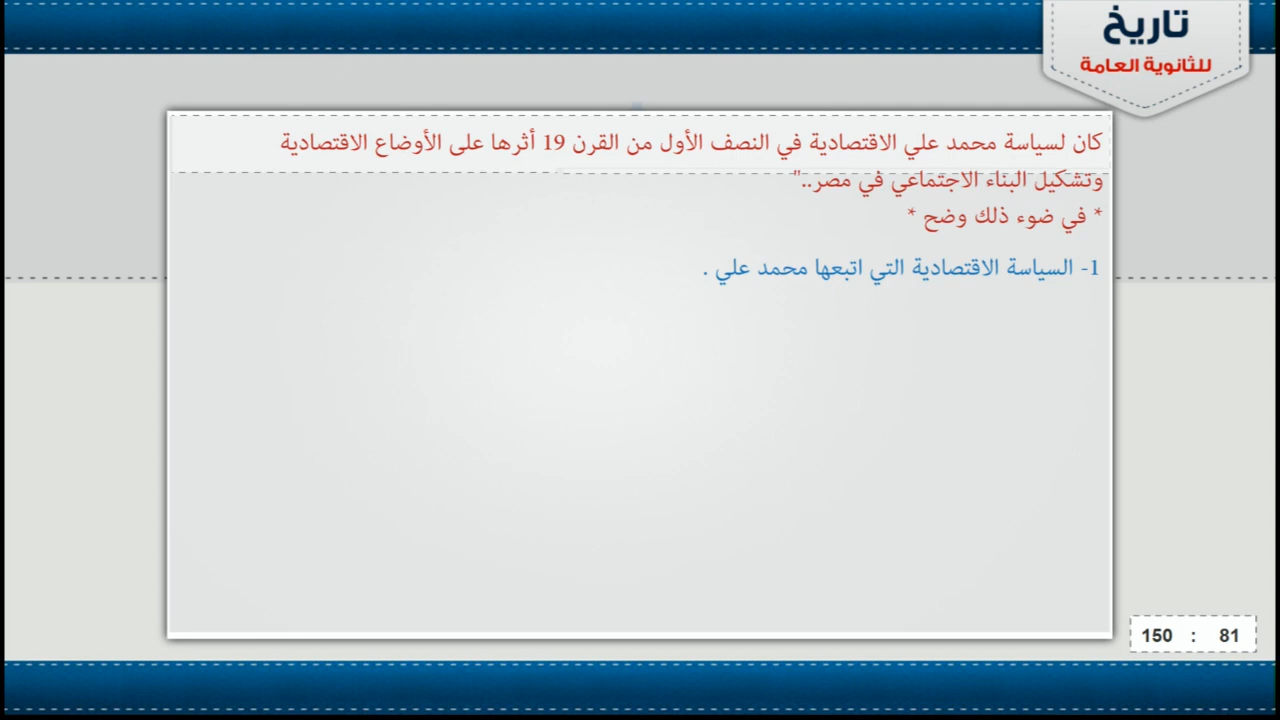 تاريخ
للثانوية العامة
كان لسياسة محمد علي الاقتصادية في النصف الأول من القرن 19 أثرها على الأوضاع الاقتصادية
وتشكيل البناء الاجتماعي في مصر.."
* في ضوء ذلك وضح *
1- السياسة الاقتصادية التي اتبعها محمد علي .
150 : 81